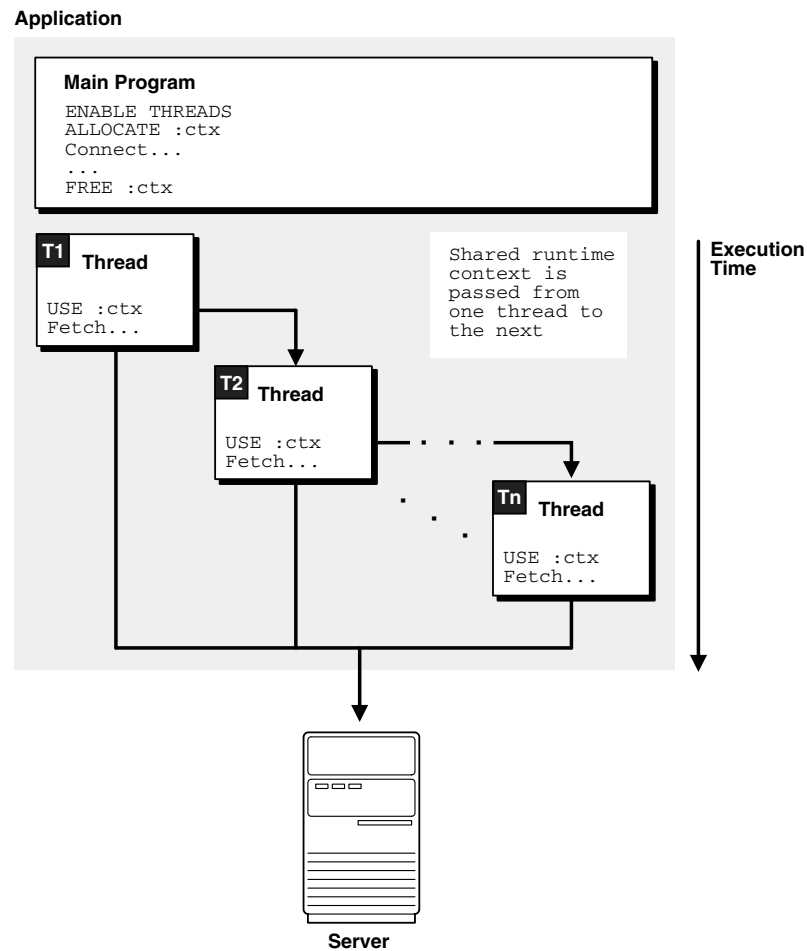 Application
Main Program
ENABLE THREADS
ALLOCATE :ctx
Connect...
...
FREE :ctx
T1
Thread
USE :ctx
Fetch...
Shared runtime
context is
passed from
one thread to
the next
Execution
Time
T2
Thread
USE :ctx
Fetch...
Tn
Thread
USE :ctx
Fetch...
Server